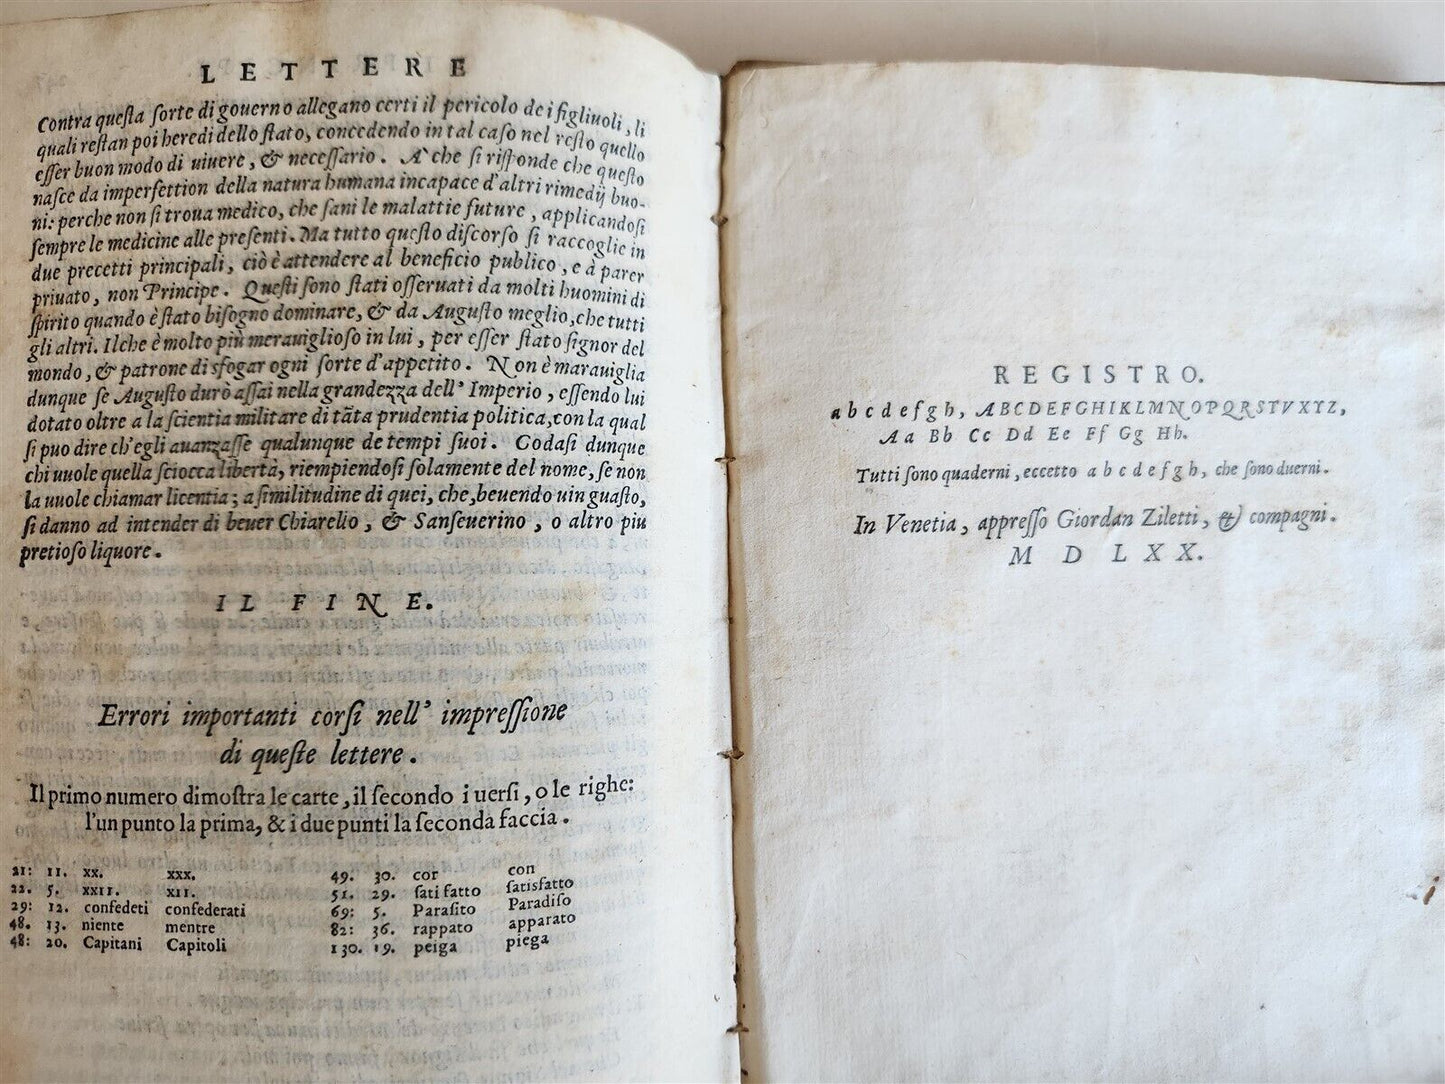 LETTERE
Contra questa sorte di gouerno allegano certi il pericolo de i figliuoli, li
quali restan poi heredi dello stato, concedendo in tal caso nel resto quello
esser buon modo di uiuere, & necessario. A' che si risponde che questo
nasce da imperfettion della natura humana incapace d'altri rimedij buo-
ni: perche non si troua medico, che sani le malattie future, applicandosi
sempre le medicine alle presenti. Ma tutto questo discorso si raccoglie in
due precetti principali, ciò è attendere al beneficio publico, e à parer
priuato, non Principe. Questi sono stati osseruati da molti huomini di
spirito quando è stato bisogno dominare, & da Augusto meglio, che tutti
gli altri. Ilche è molto più merauiglioso in lui, per esser stato signor del
mondo, & patrone di sfogar ogni sorte d'appetito. Non è marauiglia
dunque se Augusto durò assai nella grandezza dell' Imperio, essendo lui
dotato oltre a la scientia militare di tāta prudentia politica, con la qual
si puo dire ch'egli auanzasse qualunque de tempi suoi. Godasi dunque
chi uuole quella sciocca libertà, riempiendosi solamente del nome, se non
la uuole chiamar licentia; a similitudine di quei, che, beuendo uin guasto,
si danno ad intender di beuer Chiarello, & Sanseuerino, o altro piu
pretioso liquore.
IL FINE.
Errori importanti corsi nell' impressione
di queste lettere.
Il primo numero dimostra le carte, il secondo i uersi, o le righe:
l'un punto la prima, & i due punti la seconda faccia.
21: 11. xx. xxx.
22. 5. xxii. xii.
29: 12. confedeti confederati
48. 13. niente mentre
48: 20. Capitani Capitoli
49. 30. cor con
51. 29. sati fatto satisfatto
69: 5. Parasito Paradiso
82: 36. rappato apparato
130. 19. peiga piega
REGISTRO.
a b c d e f g h, ABCDEFGHIKLMNOPQRSTVXYZ,
Aa Bb Cc Dd Ee Ff Gg Hh.
Tutti sono quaderni, eccetto a b c d e f g h, che sono duerni.
In Venetia, appresso Giordan Ziletti, & compagni.
M D L X X.